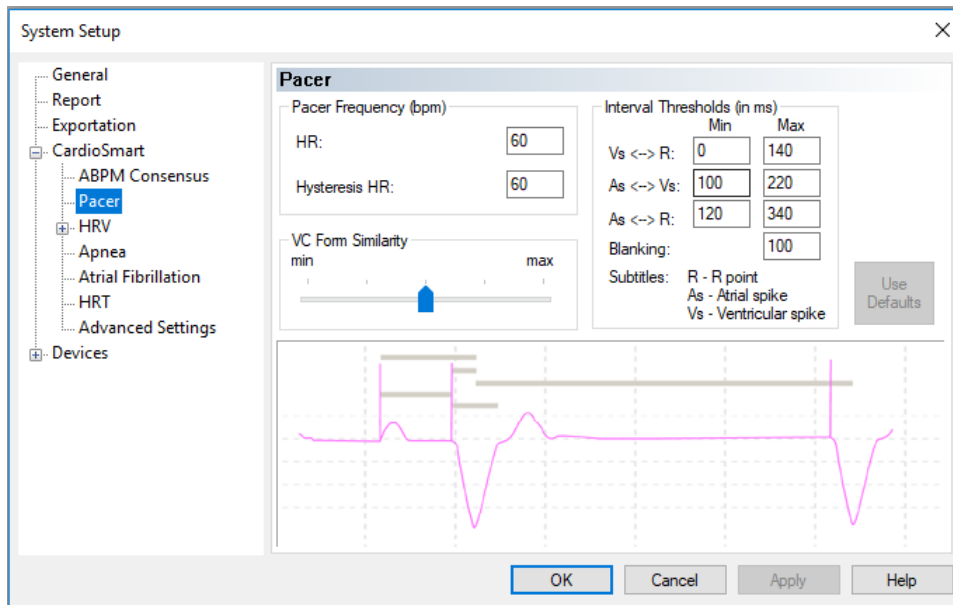 System Setup
General
Report
Exportation
CardioSmart
ABPM Consensus
Pacer
HRV
Apnea
Atrial Fibrillation
HRT
Advanced Settings
Devices
Pacer
Pacer Frequency (bpm)
HR: 60
Hysteresis HR: 60
VC Form Similarity
min max
Interval Thresholds (in ms)
Min Max
Vs <--> R: 0 140
As <--> Vs: 100 220
As <--> R: 120 340
Blanking: 100
Subtitles: R - R point
As - Atrial spike
Vs - Ventricular spike
Use
Defaults
OK Cancel Apply Help